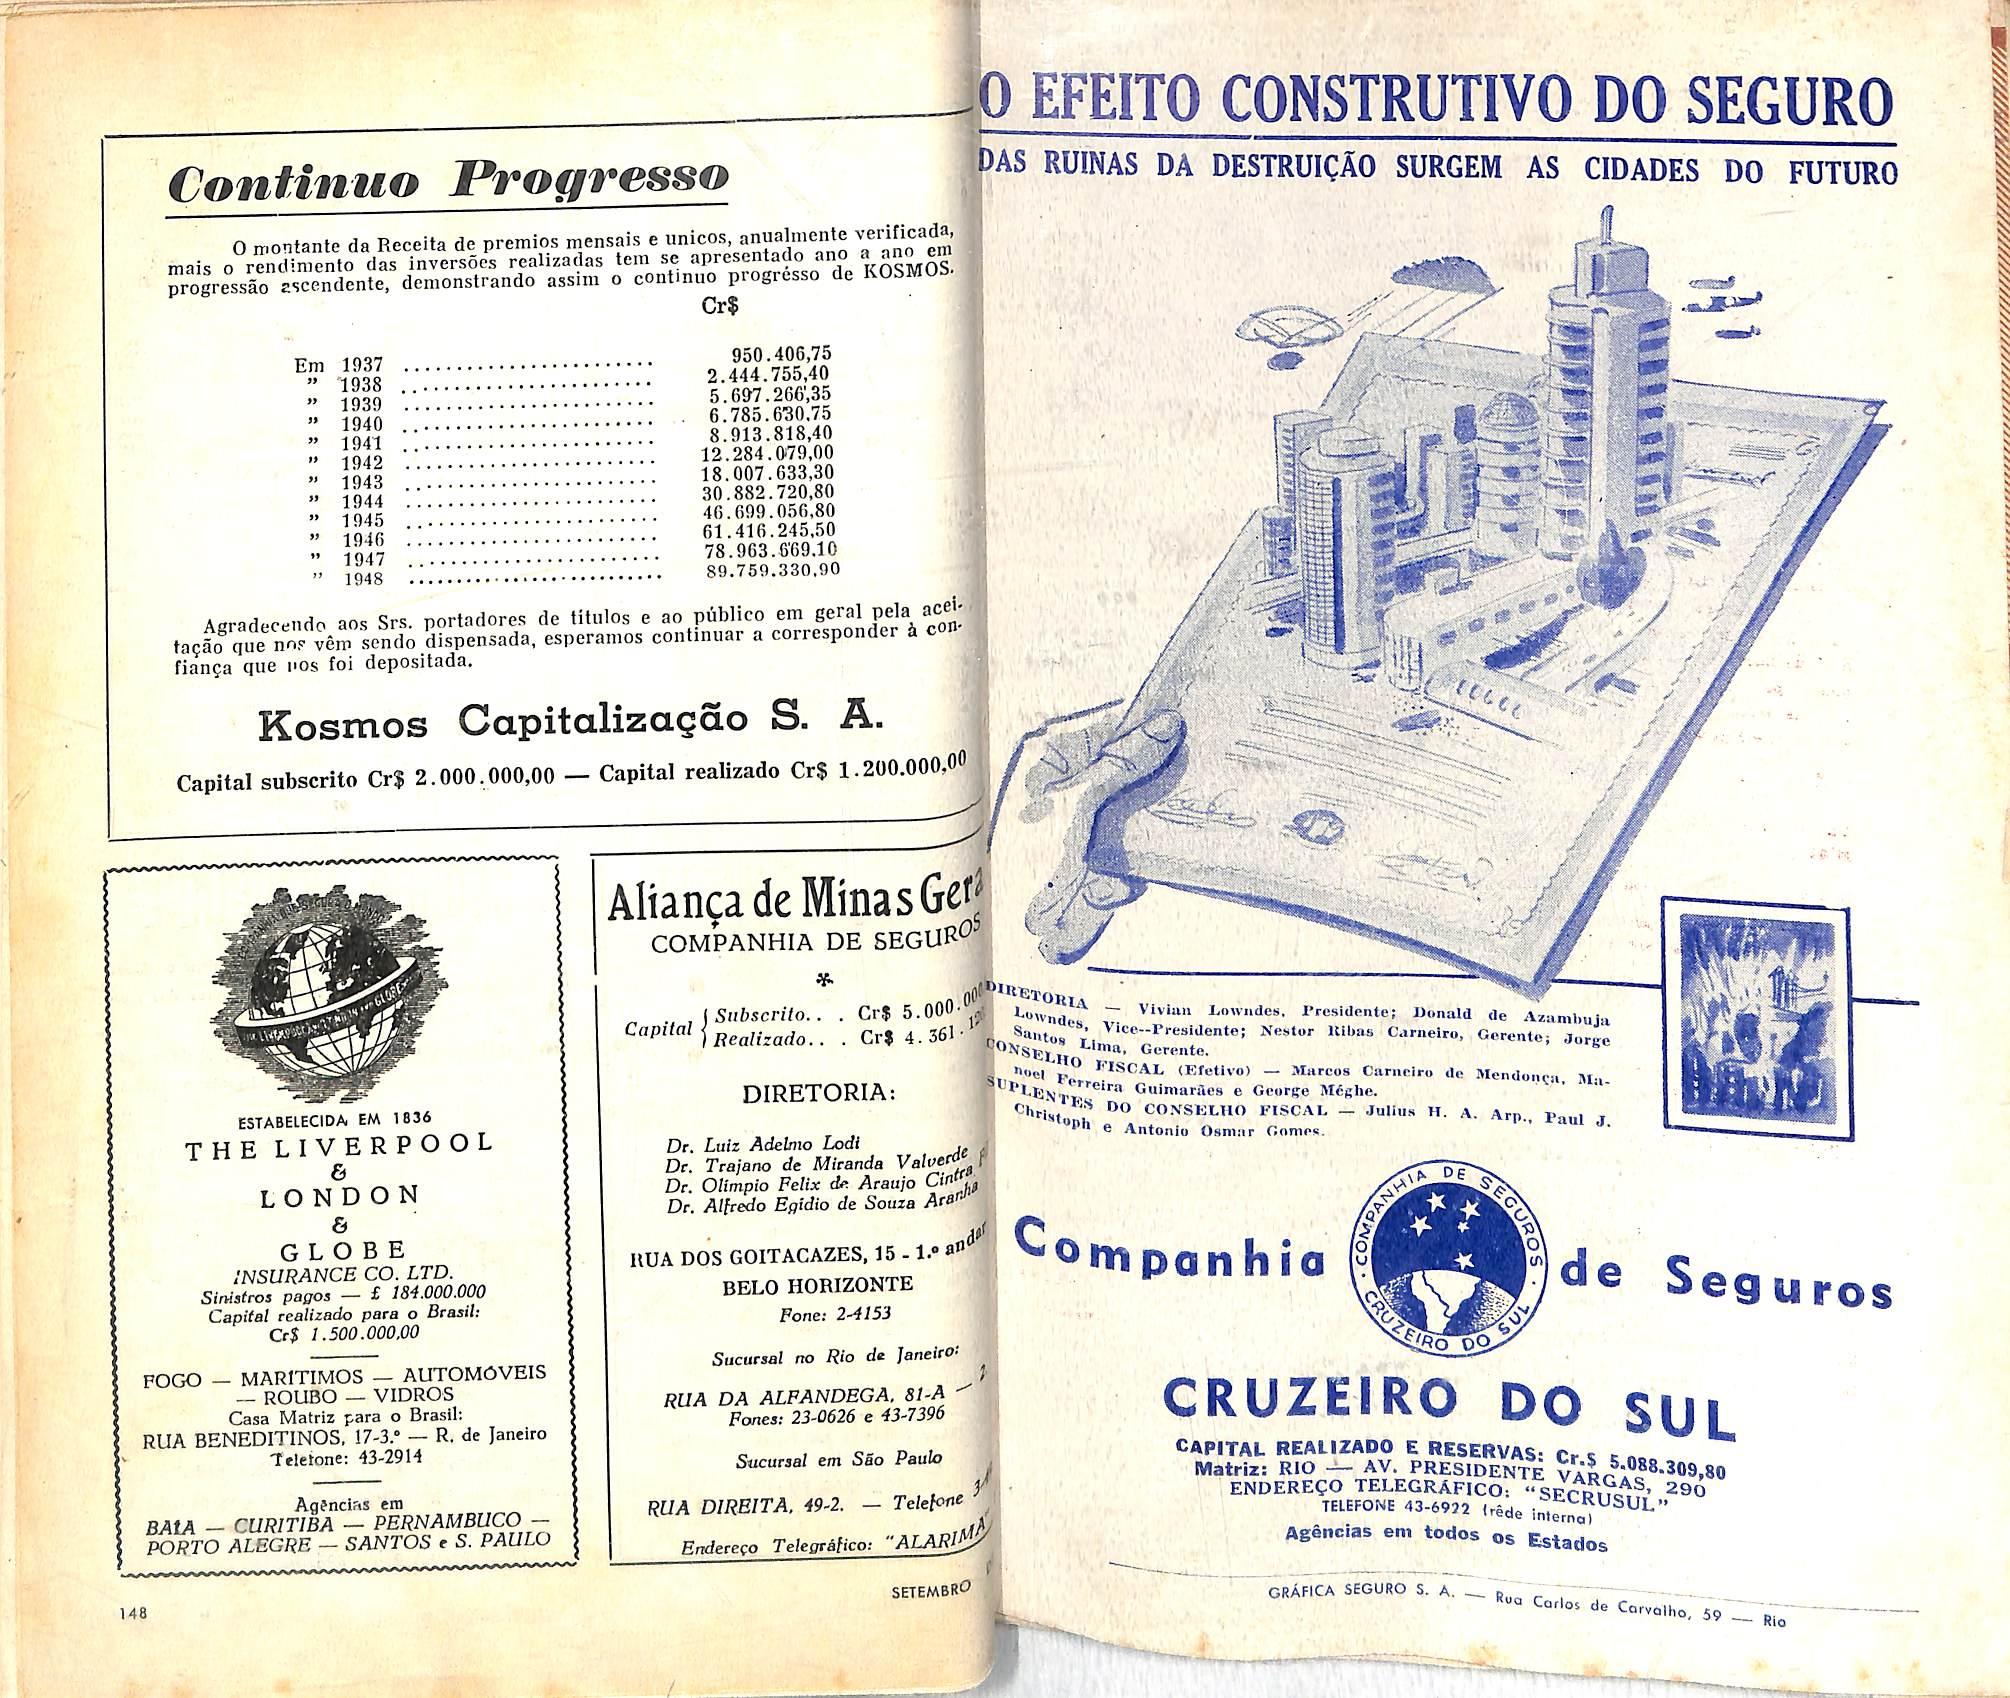 Continuo Progresso
O montante da Receita de premios mensais e unicos, anualmente verificada,
mais o rendimento das inversões realizadas tem se apresentado ano a ano em
progressão ascendente, demonstrando assim o continuo progrésso de KOSMOS.
Cr$
Em 1937 ........................ 950.406,75
” 1938 ........................ 2.444.755,40
” 1939 ........................ 5.697.266,35
” 1940 ........................ 6.785.630,75
” 1941 ........................ 8.913.818,40
” 1942 ........................ 12.284.079,00
” 1943 ........................ 18.007.633,30
” 1944 ........................ 30.882.720,80
” 1945 ........................ 46.699.056,80
” 1946 ........................ 61.416.245,50
” 1947 ........................ 78.963.669,10
” 1948 ........................ 89.759.330,90
Agradecendo aos Srs. portadores de títulos e ao público em geral pela acei-
tação que nos vêm sendo dispensada, esperamos continuar a corresponder à con-
fiança que nos foi depositada.
Kosmos Capitalização S. A.
Capital subscrito Cr$ 2.000.000,00 — Capital realizado Cr$ 1.200.000,00
ESTABELECIDA EM 1836
THE LIVERPOOL
&
LONDON
&
GLOBE
INSURANCE CO. LTD.
Sinistros pagos — £ 184.000.000
Capital realizado para o Brasil:
Cr$ 1.500.000,00
FOGO — MARÍTIMOS — AUTOMÓVEIS
— ROUBO — VIDROS
Casa Matriz para o Brasil:
RUA BENEDITINOS, 17-3.º — R. de Janeiro
Telefone: 43-2914
Agências em
BAÍA — CURITIBA — PERNAMBUCO —
PORTO ALEGRE — SANTOS e S. PAULO
148
Aliança de Minas Gera
COMPANHIA DE SEGUROS
Capital { Subscrito.. . Cr$ 5.000.000
Realizado.. . Cr$ 4.361.120
DIRETORIA:
Dr. Luiz Adelmo Lodi
Dr. Trajano de Miranda Valverde
Dr. Olimpio Felix de Araujo Cintra
Dr. Alfredo Egidio de Souza Aranha
RUA DOS GOITACAZES, 15 - 1.º andar
BELO HORIZONTE
Fone: 2-4153
Sucursal no Rio de Janeiro:
RUA DA ALFANDEGA, 81-A — 2
Fones: 23-0626 e 43-7396
Sucursal em São Paulo
RUA DIREITA, 49-2. — Telefone
Endereço Telegráfico: "ALARIMA"
SETEMBRO
O EFEITO CONSTRUTIVO DO SEGURO
DAS RUINAS DA DESTRUIÇÃO SURGEM AS CIDADES DO FUTURO
DIRETORIA — Vivian Lowndes, Presidente; Donald de Azambuja
Lowndes, Vice--Presidente; Nestor Ribas Carneiro, Gerente; Jorge
Santos Lima, Gerente.
CONSELHO FISCAL (Efetivo) — Marcos Carneiro de Mendonça, Ma-
noel Ferreira Guimarães e George Méghe.
SUPLENTES DO CONSELHO FISCAL — Julius H. A. Arp., Paul J.
Christoph e Antonio Osmar Gomes.
Companhia de Seguros
COMPANHIA DE SEGUROS · CRUZEIRO DO SUL ·
CRUZEIRO DO SUL
CAPITAL REALIZADO E RESERVAS: Cr.$ 5.088.309,80
Matriz: RIO — AV. PRESIDENTE VARGAS, 290
ENDEREÇO TELEGRÁFICO: "SECRUSUL"
TELEFONE 43-6922 (rêde interna)
Agências em todos os Estados
GRÁFICA SEGURO S. A. — Rua Carlos de Carvalho, 59 — Rio